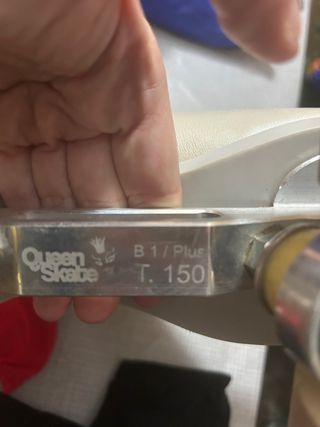 Queen
Skate
B 1 / Plus
T. 150